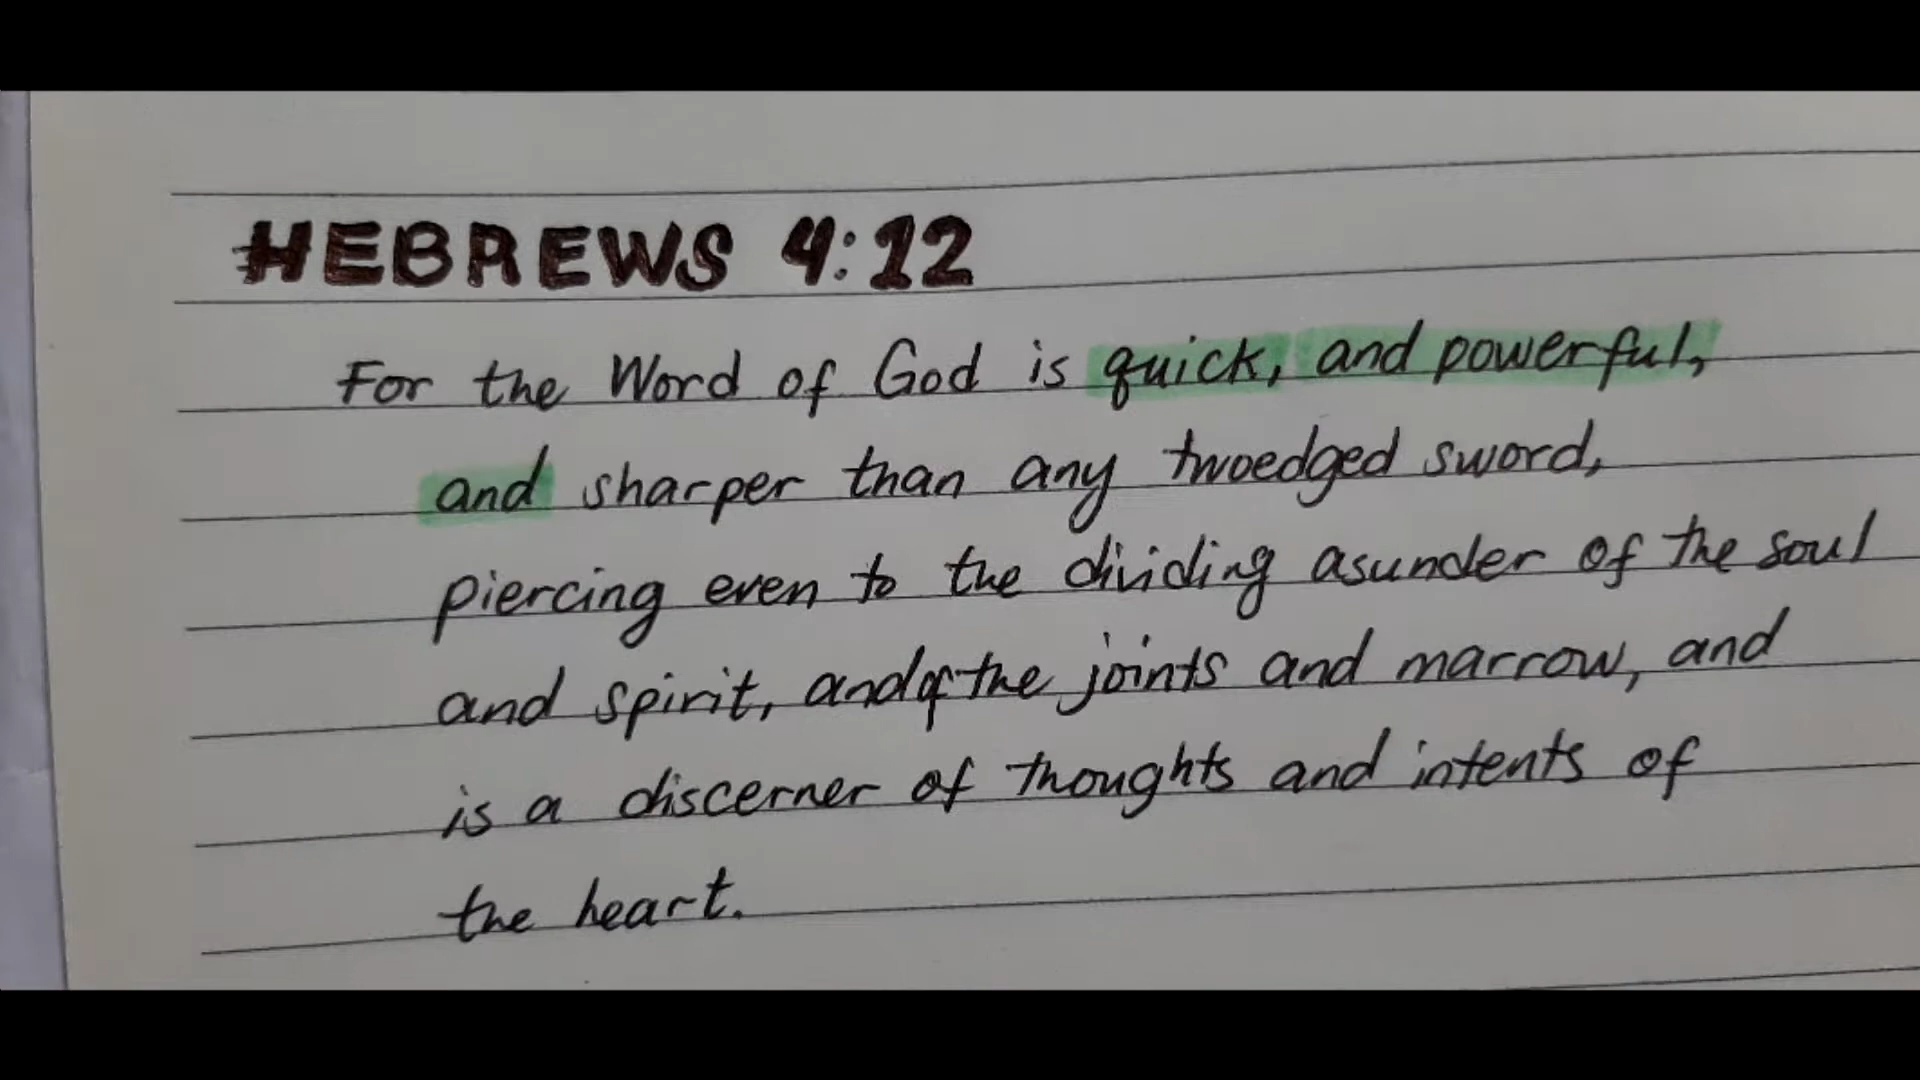 HEBREWS 4:12
For the Word of God is quick, and powerful,
and sharper than any twoedged sword,
piercing even to the dividing asunder of the soul
and spirit, and of the joints and marrow, and
is a discerner of thoughts and intents of
the heart.